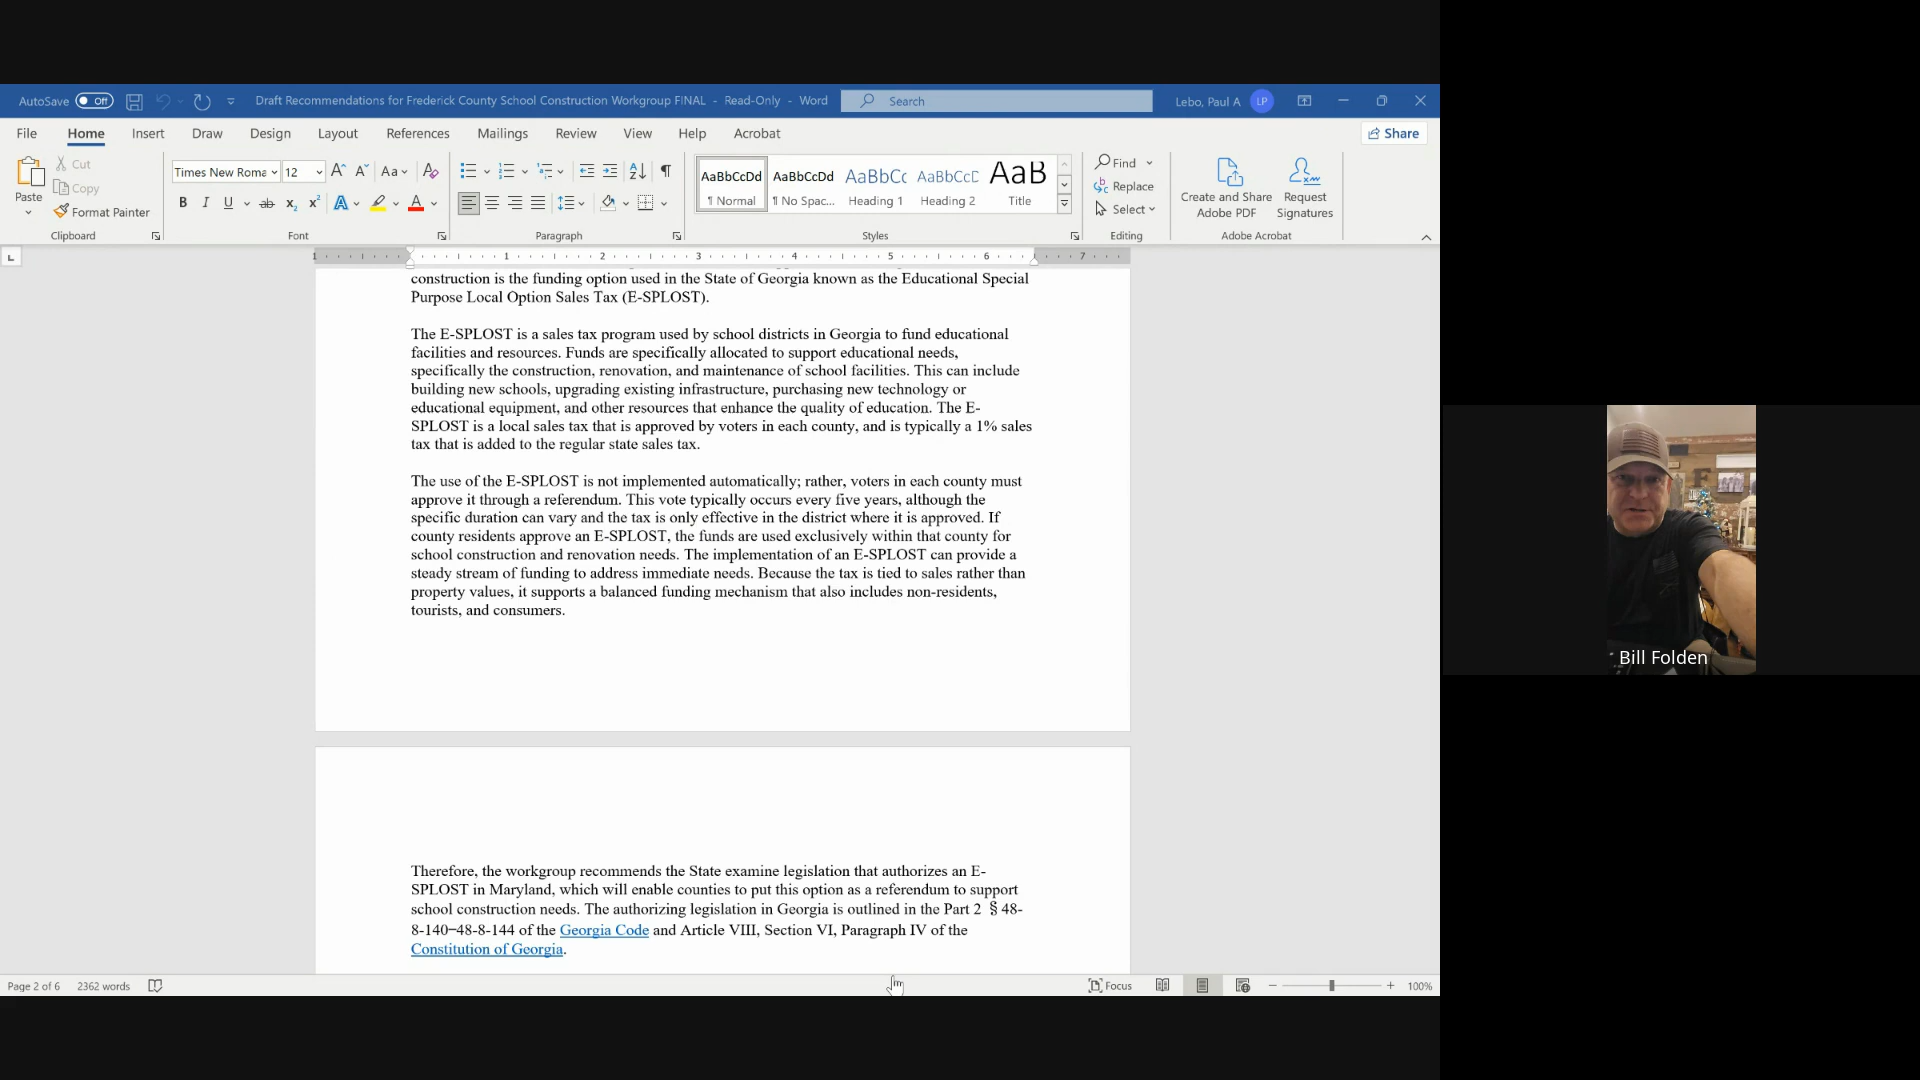 AutoSave Off Draft Recommendations for Frederick County School Construction Workgroup FINAL - Read-Only - Word Search Lebo, Paul A LP
File Home Insert Draw Design Layout References Mailings Review View Help Acrobat Share
Paste Cut Copy Format Painter
Clipboard
Times New Roma 12 Aa
B I U ab x₂ x² A A
Font
Paragraph
AaBbCcDd AaBbCcDd AaBbCc AaBbCcD AaB
¶ Normal ¶ No Spac... Heading 1 Heading 2 Title
Styles
Find
Replace
Select
Editing
Create and Share Adobe PDF
Request Signatures
Adobe Acrobat
1 1 2 3 4 5 6 7
construction is the funding option used in the State of Georgia known as the Educational Special
Purpose Local Option Sales Tax (E-SPLOST).
The E-SPLOST is a sales tax program used by school districts in Georgia to fund educational
facilities and resources. Funds are specifically allocated to support educational needs,
specifically the construction, renovation, and maintenance of school facilities. This can include
building new schools, upgrading existing infrastructure, purchasing new technology or
educational equipment, and other resources that enhance the quality of education. The E-
SPLOST is a local sales tax that is approved by voters in each county, and is typically a 1% sales
tax that is added to the regular state sales tax.
The use of the E-SPLOST is not implemented automatically; rather, voters in each county must
approve it through a referendum. This vote typically occurs every five years, although the
specific duration can vary and the tax is only effective in the district where it is approved. If
county residents approve an E-SPLOST, the funds are used exclusively within that county for
school construction and renovation needs. The implementation of an E-SPLOST can provide a
steady stream of funding to address immediate needs. Because the tax is tied to sales rather than
property values, it supports a balanced funding mechanism that also includes non-residents,
tourists, and consumers.
Therefore, the workgroup recommends the State examine legislation that authorizes an E-
SPLOST in Maryland, which will enable counties to put this option as a referendum to support
school construction needs. The authorizing legislation in Georgia is outlined in the Part 2 § 48-
8-140–48-8-144 of the Georgia Code and Article VIII, Section VI, Paragraph IV of the
Constitution of Georgia.
Page 2 of 6 2362 words Focus 100%
Bill Folden